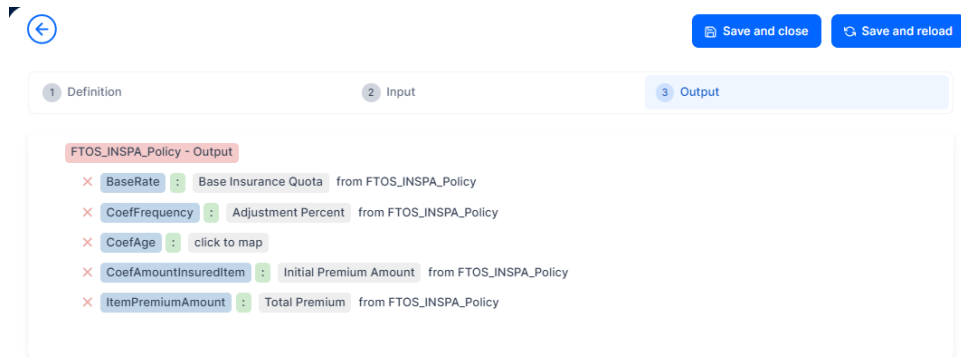 Save and close
Save and reload
1 Definition
2 Input
3 Output
FTOS_INSPA_Policy - Output
BaseRate : Base Insurance Quota from FTOS_INSPA_Policy
CoefFrequency : Adjustment Percent from FTOS_INSPA_Policy
CoefAge : click to map
CoefAmountInsuredItem : Initial Premium Amount from FTOS_INSPA_Policy
ItemPremiumAmount : Total Premium from FTOS_INSPA_Policy